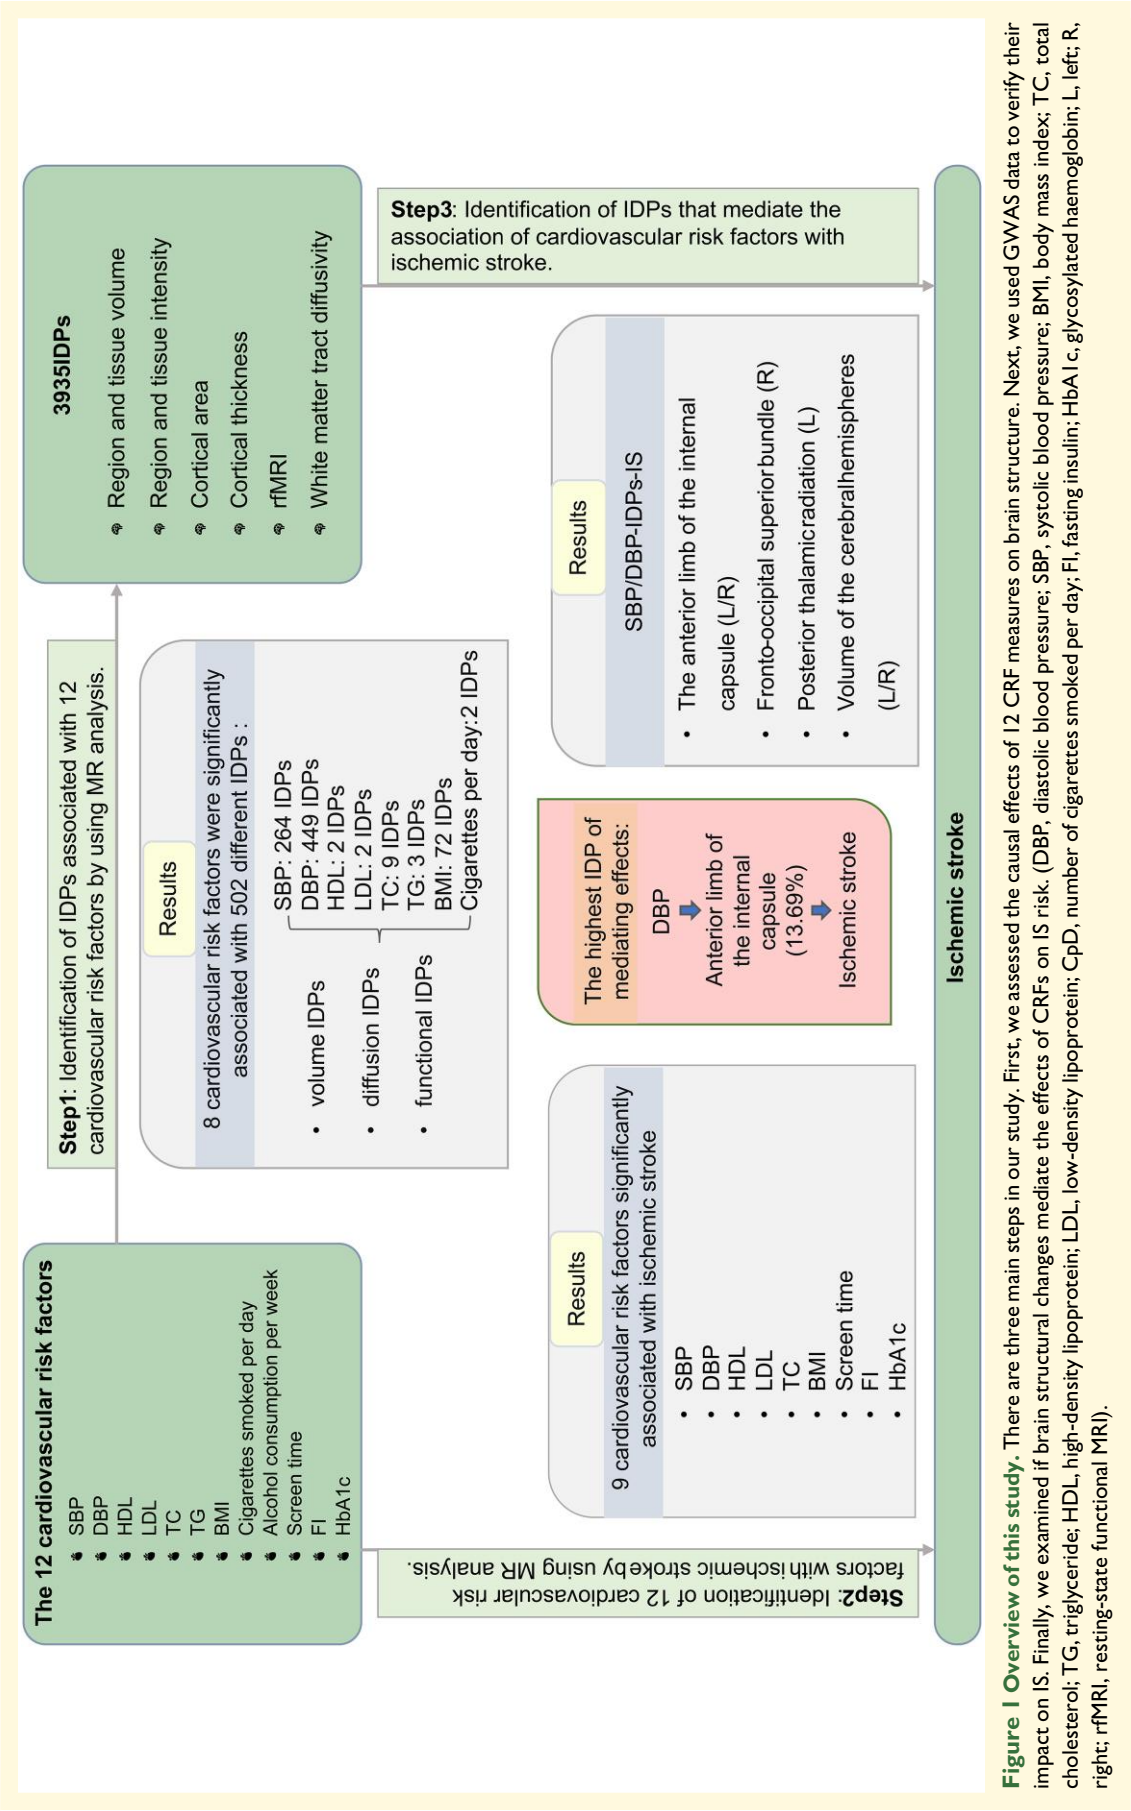 The 12 cardiovascular risk factors
SBP
DBP
HDL
LDL
TC
TG
BMI
Cigarettes smoked per day
Alcohol consumption per week
Screen time
FI
HbA1c
Step1: Identification of IDPs associated with 12
cardiovascular risk factors by using MR analysis.
Results
8 cardiovascular risk factors were significantly
associated with 502 different IDPs :
• volume IDPs
• diffusion IDPs
• functional IDPs
SBP: 264 IDPs
DBP: 449 IDPs
HDL: 2 IDPs
LDL: 2 IDPs
TC: 9 IDPs
TG: 3 IDPs
BMI: 72 IDPs
Cigarettes per day:2 IDPs
3935IDPs
Region and tissue volume
Region and tissue intensity
Cortical area
Cortical thickness
rfMRI
White matter tract diffusivity
Step2: Identification of 12 cardiovascular risk
factors with ischemic stroke by using MR analysis.
Results
9 cardiovascular risk factors significantly
associated with ischemic stroke
• SBP
• DBP
• HDL
• LDL
• TC
• BMI
• Screen time
• FI
• HbA1c
The highest IDP of
mediating effects:
DBP
Anterior limb of
the internal
capsule
(13.69%)
Ischemic stroke
Results
SBP/DBP-IDPs-IS
• The anterior limb of the internal
capsule (L/R)
• Fronto-occipital superior bundle (R)
• Posterior thalamicradiation (L)
• Volume of the cerebralhemispheres
(L/R)
Step3: Identification of IDPs that mediate the
association of cardiovascular risk factors with
ischemic stroke.
Ischemic stroke
Figure 1 Overview of this study. There are three main steps in our study. First, we assessed the causal effects of 12 CRF measures on brain structure. Next, we used GWAS data to verify their
impact on IS. Finally, we examined if brain structural changes mediate the effects of CRFs on IS risk. (DBP, diastolic blood pressure; SBP, systolic blood pressure; BMI, body mass index; TC, total
cholesterol; TG, triglyceride; HDL, high-density lipoprotein; LDL, low-density lipoprotein; CpD, number of cigarettes smoked per day; FI, fasting insulin; HbA1c, glycosylated haemoglobin; L, left; R,
right; rfMRI, resting-state functional MRI).